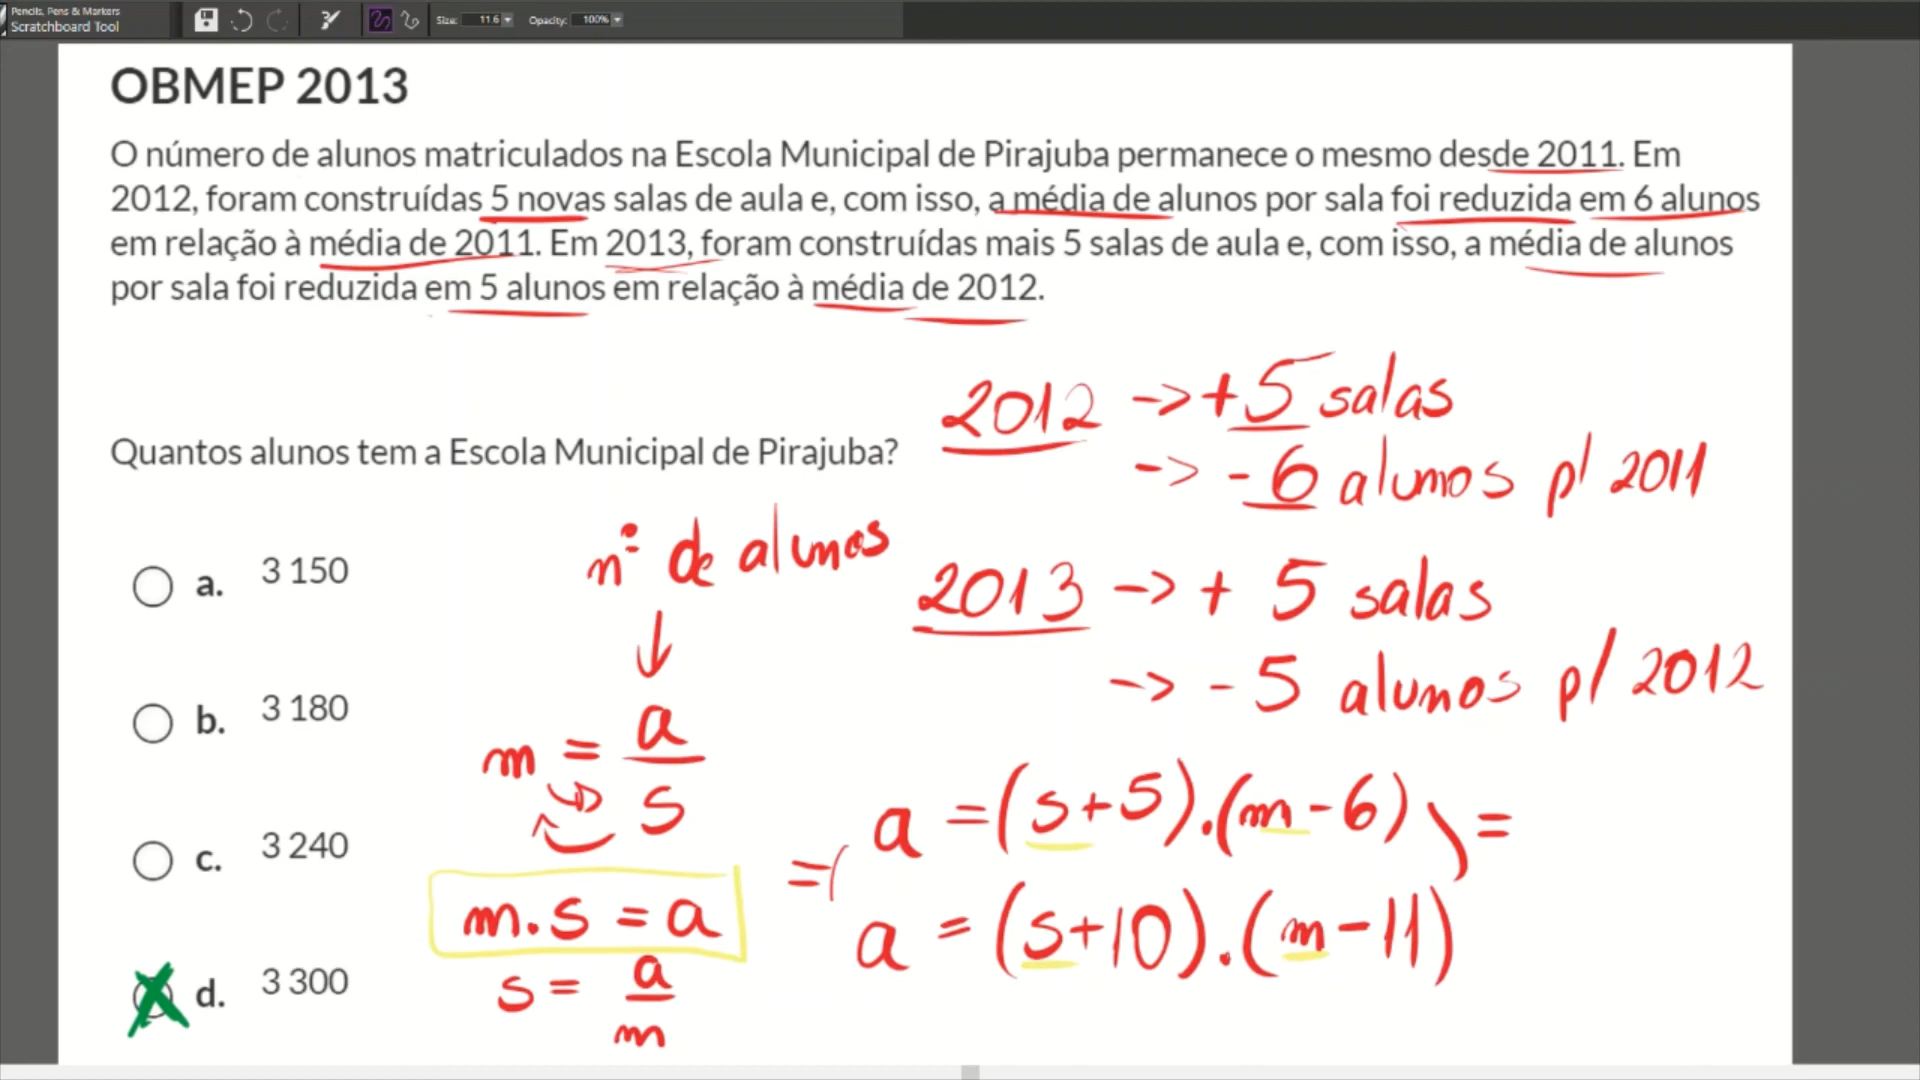 Pencils, Pens & Markers
Scratchboard Tool
Size: 11.6 Opacity: 100%
OBMEP 2013
O número de alunos matriculados na Escola Municipal de Pirajuba permanece o mesmo desde 2011. Em
2012, foram construídas 5 novas salas de aula e, com isso, a média de alunos por sala foi reduzida em 6 alunos
em relação à média de 2011. Em 2013, foram construídas mais 5 salas de aula e, com isso, a média de alunos
por sala foi reduzida em 5 alunos em relação à média de 2012.
2012 -> +5 salas
-> -6 alunos p/ 2011
Quantos alunos tem a Escola Municipal de Pirajuba?
nº de alunos
2013 -> + 5 salas
-> - 5 alunos p/ 2012
a. 3 150
b. 3 180
c. 3 240
d. 3 300
m = a/s
m.s = a
s = a/m
a = (s+5).(m-6) =
=
a = (s+10).(m-11)